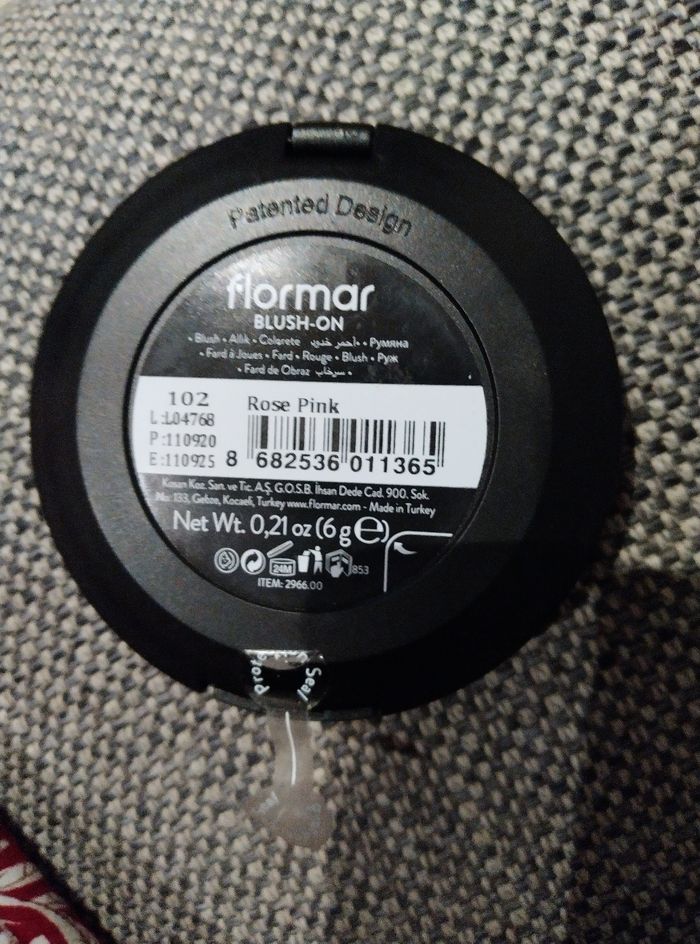 Patented Design
flormar
BLUSH-ON
• Blush • Allık • Colorete • أحمر خدود • Румяна
• Fard à Joues • Fard • Rouge • Blush • Руж
• Fard de Obraz سرخاب •
102 Rose Pink
L:L04768
P:110920
E:110925
8 682536 011365
Kosan Koz. San. ve Tic. A.Ş. G.O.S.B. İhsan Dede Cad. 900. Sok.
No: 133, Gebze, Kocaeli, Turkey www.flormar.com - Made in Turkey
Net Wt. 0,21 oz (6 g e)
24M
853
ITEM: 2966.00
Seal